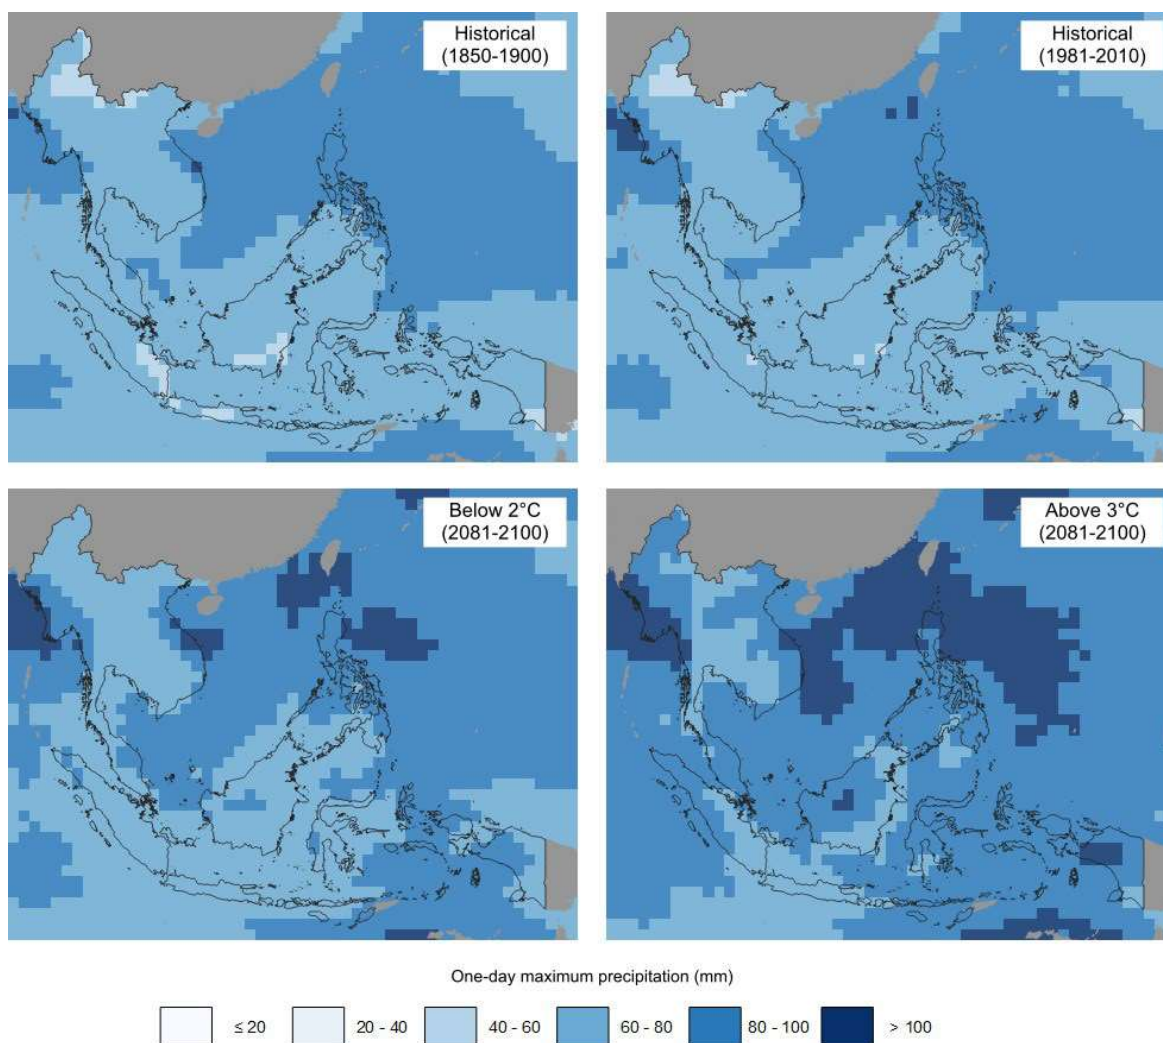 Historical
(1850-1900)
Historical
(1981-2010)
Below 2°C
(2081-2100)
Above 3°C
(2081-2100)
One-day maximum precipitation (mm)
≤ 20
20 - 40
40 - 60
60 - 80
80 - 100
> 100